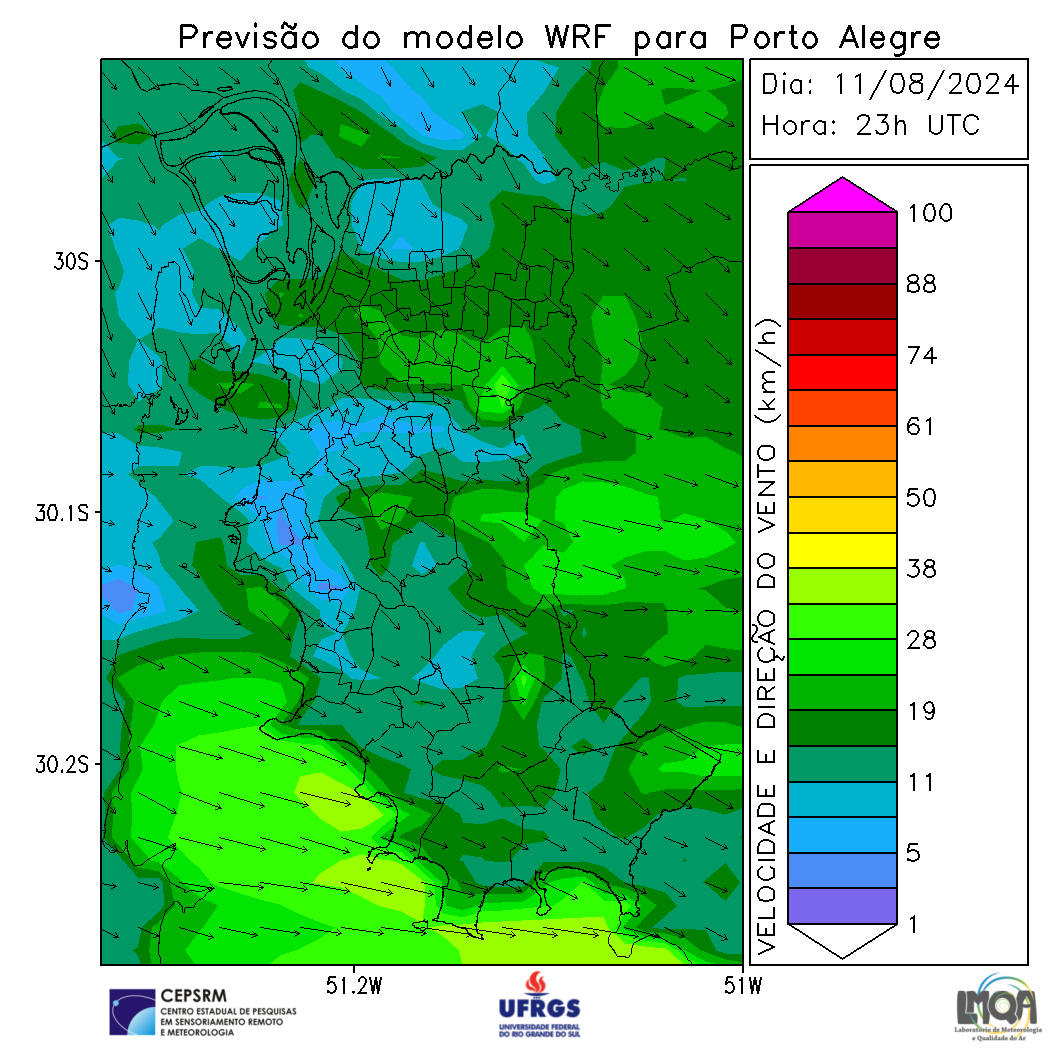 Previsão do modelo WRF para Porto Alegre
Dia: 11/08/2024
Hora: 23h UTC
30S
30.1S
30.2S
51.2W
51W
VELOCIDADE E DIREÇÃO DO VENTO (km/h)
100
88
74
61
50
38
28
19
11
5
1
CEPSRM
CENTRO ESTADUAL DE PESQUISAS
EM SENSORIAMENTO REMOTO
E METEOROLOGIA
UFRGS
UNIVERSIDADE FEDERAL
DO RIO GRANDE DO SUL
LMQA
Laboratório de Meteorologia
e Qualidade do Ar